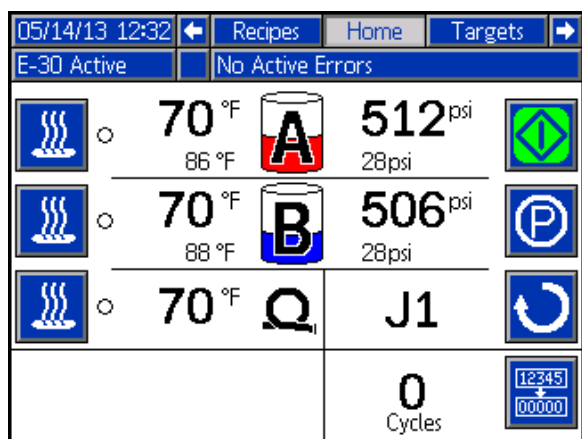 05/14/13 12:32 Recipes Home Targets
E-30 Active No Active Errors
70 °F A 512 psi
86 °F 28psi
70 °F B 506 psi
88 °F 28psi
P
70 °F J1
0
Cycles
12345
00000